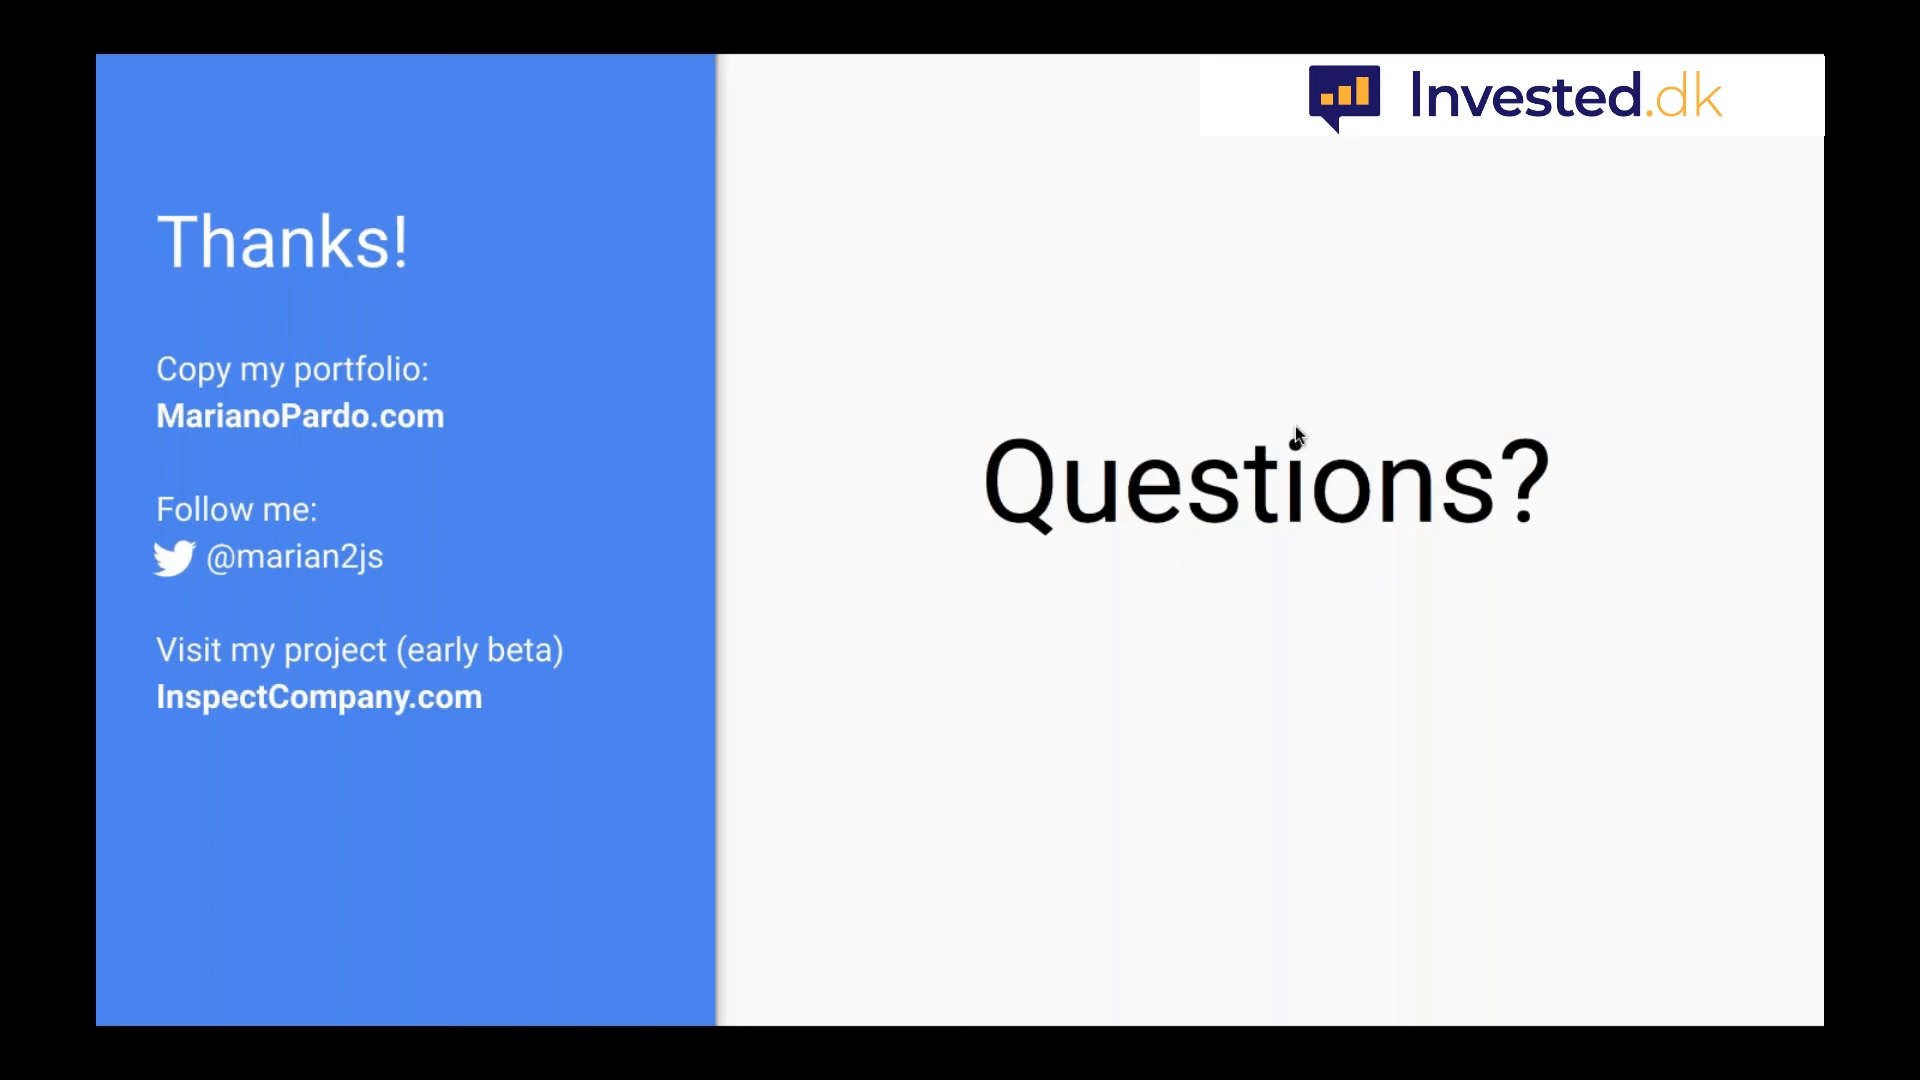 Invested.dk
Thanks!
Copy my portfolio:
MarianoPardo.com
Follow me:
@marian2js
Visit my project (early beta)
InspectCompany.com
Questions?